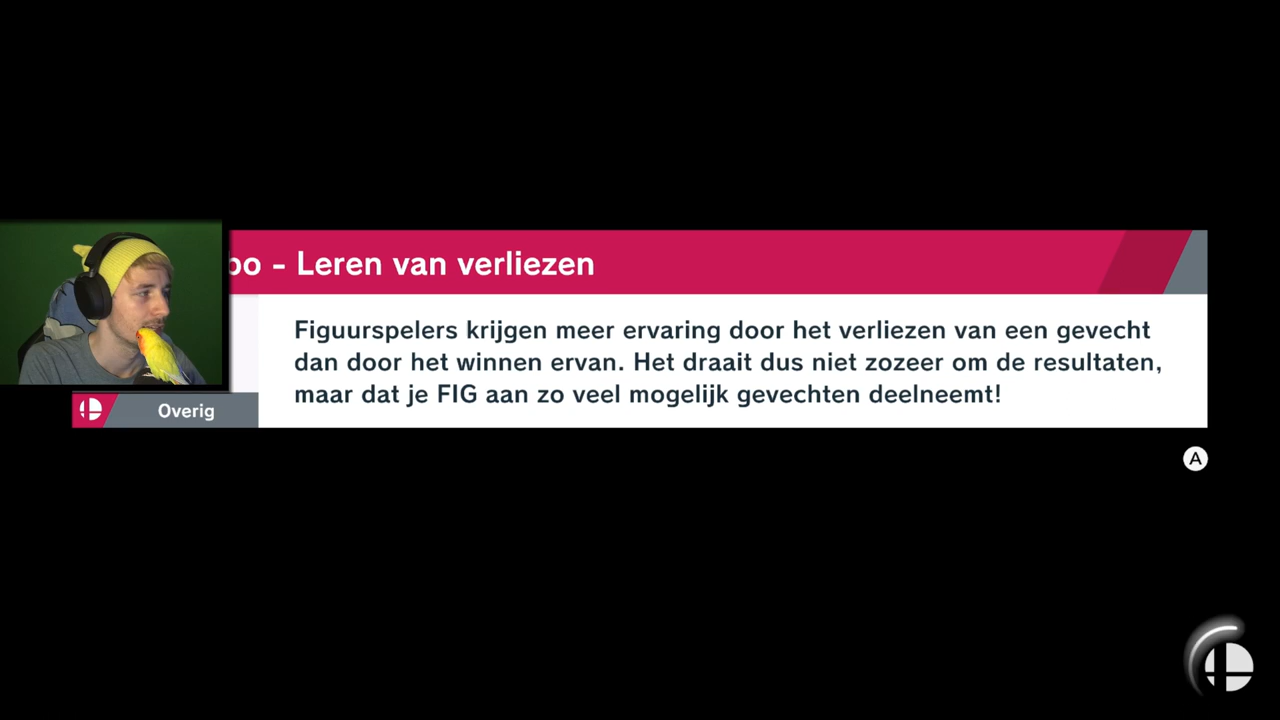 - Leren van verliezen
Figuurspelers krijgen meer ervaring door het verliezen van een gevecht
dan door het winnen ervan. Het draait dus niet zozeer om de resultaten,
maar dat je FIG aan zo veel mogelijk gevechten deelneemt!
Overig
A